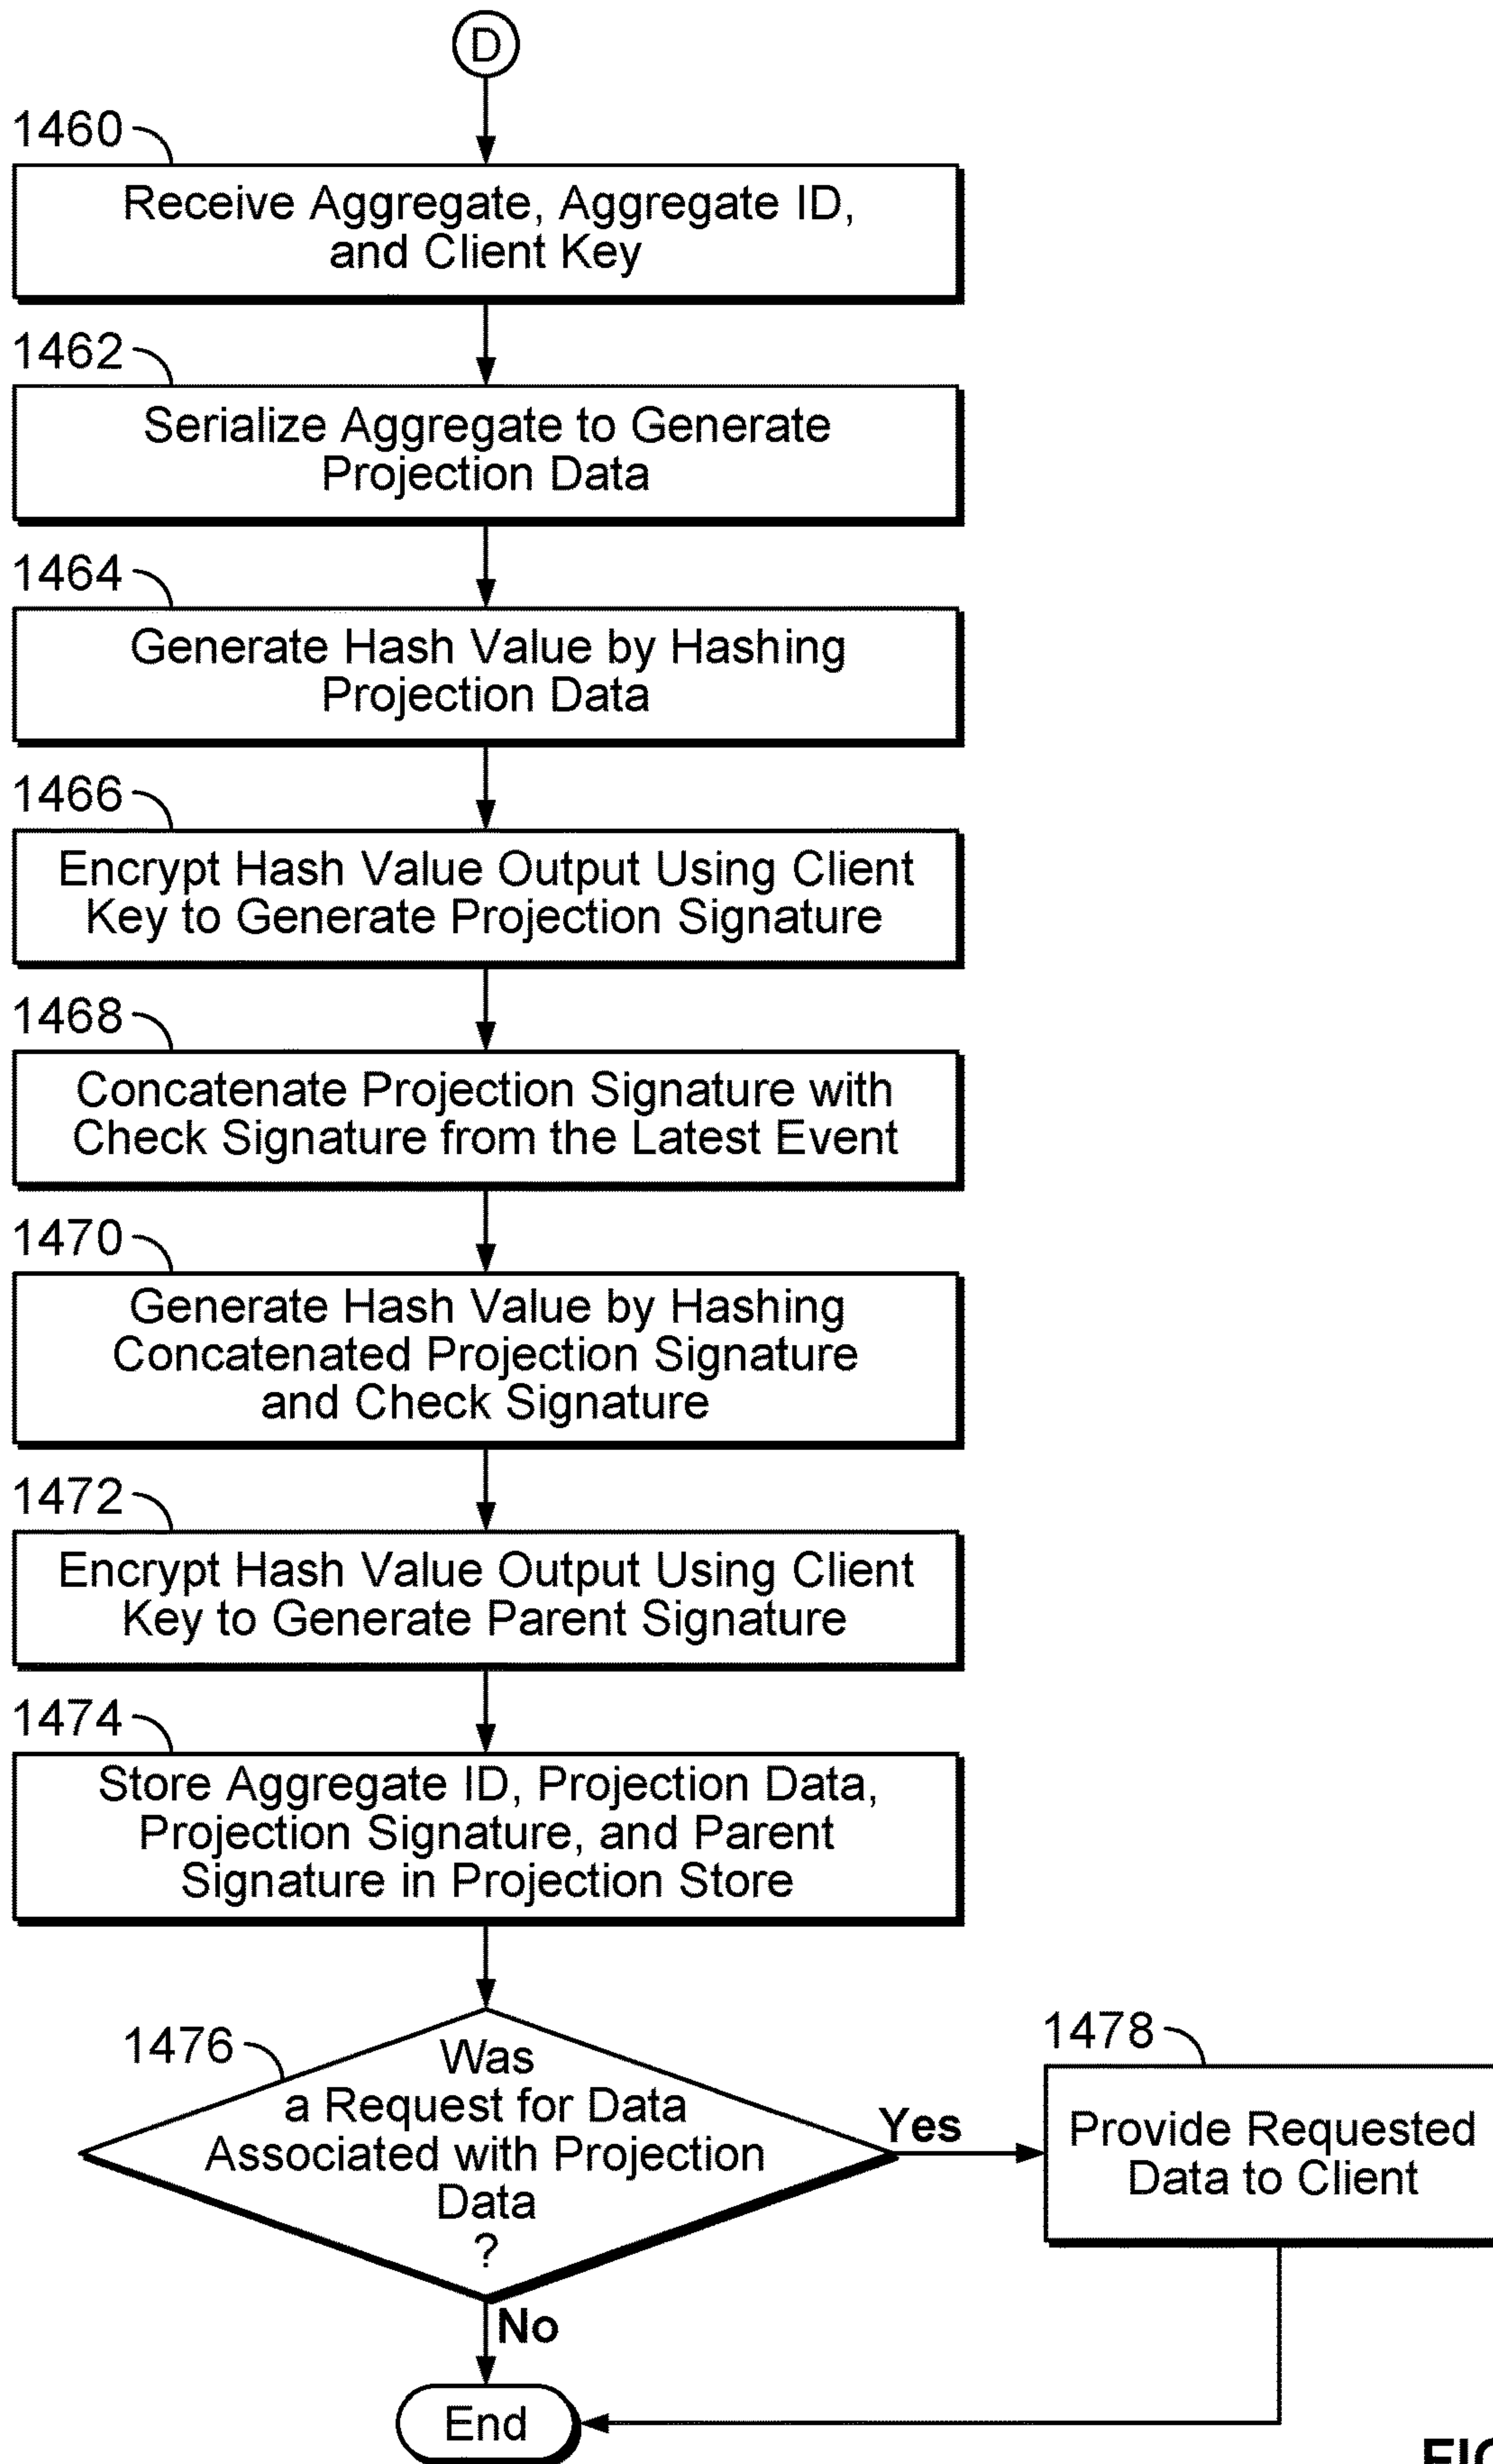 D
1460
Receive Aggregate, Aggregate ID,
and Client Key
1462
Serialize Aggregate to Generate
Projection Data
1464
Generate Hash Value by Hashing
Projection Data
1466
Encrypt Hash Value Output Using Client
Key to Generate Projection Signature
1468
Concatenate Projection Signature with
Check Signature from the Latest Event
1470
Generate Hash Value by Hashing
Concatenated Projection Signature
and Check Signature
1472
Encrypt Hash Value Output Using Client
Key to Generate Parent Signature
1474
Store Aggregate ID, Projection Data,
Projection Signature, and Parent
Signature in Projection Store
1476
Was
a Request for Data
Associated with Projection
Data
?
Yes
1478
Provide Requested
Data to Client
No
End